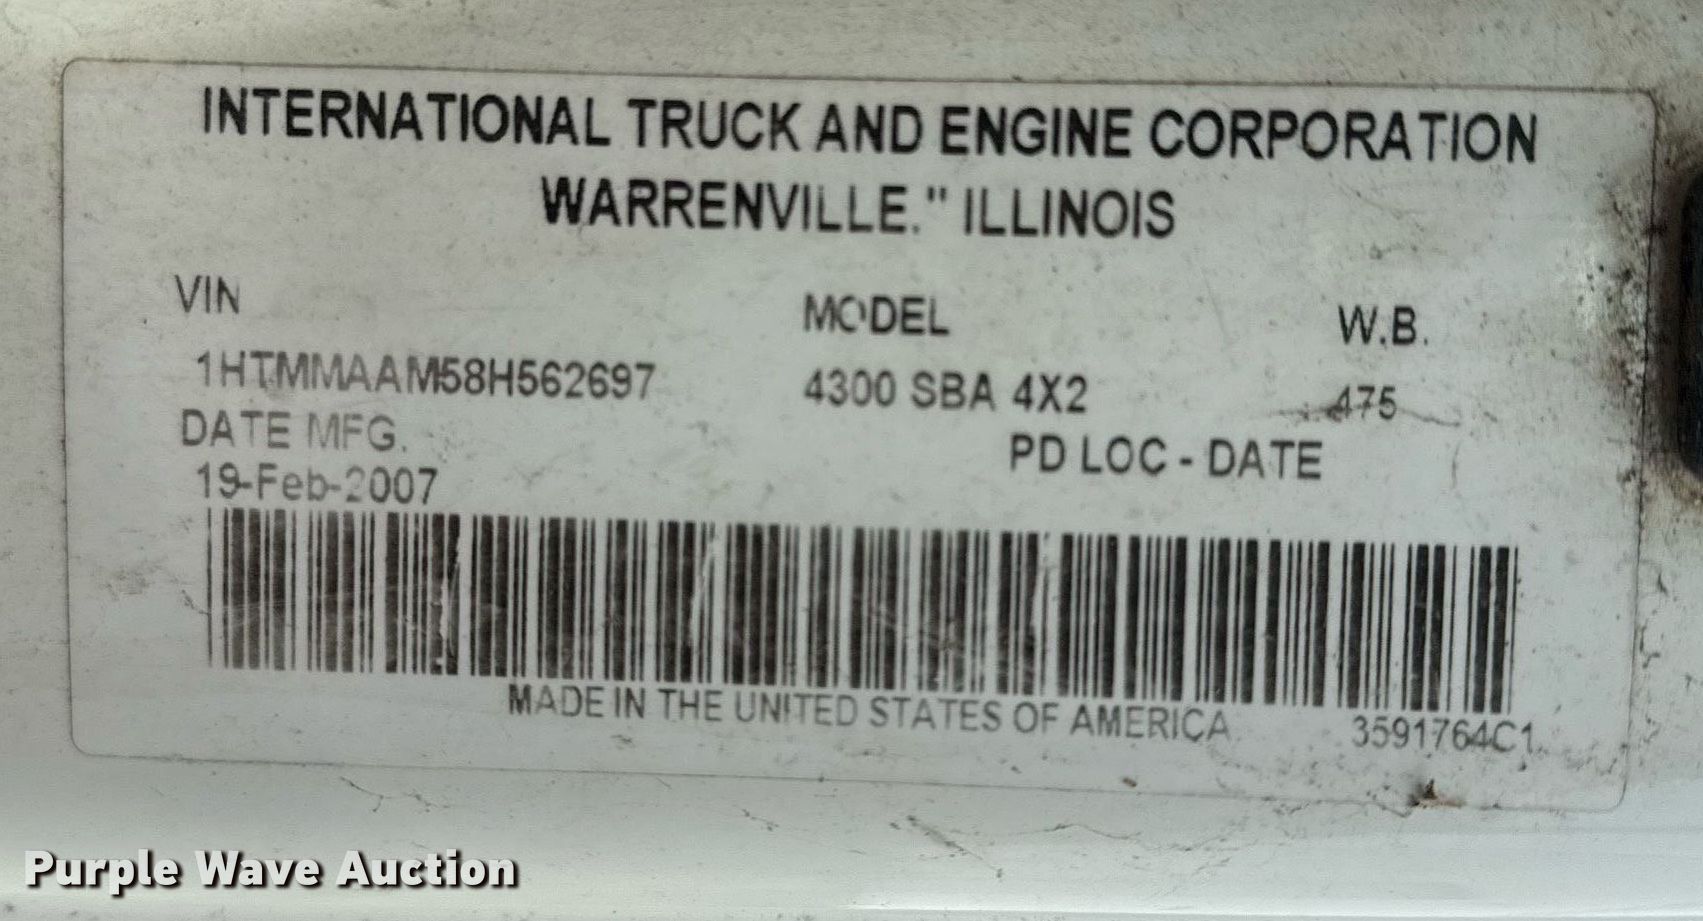 INTERNATIONAL TRUCK AND ENGINE CORPORATION
WARRENVILLE." ILLINOIS
VIN MODEL W.B.
1HTMMAAM58H562697 4300 SBA 4X2 475
DATE MFG. PD LOC - DATE
19-Feb-2007
MADE IN THE UNITED STATES OF AMERICA 3591764C1
Purple Wave Auction